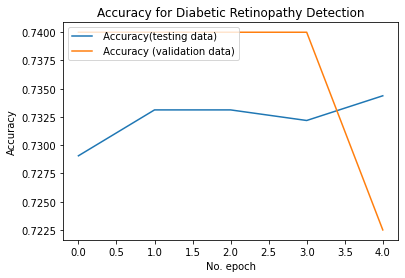 Accuracy for Diabetic Retinopathy Detection
Accuracy(testing data)
Accuracy (validation data)
Accuracy
0.7400
0.7375
0.7350
0.7325
0.7300
0.7275
0.7250
0.7225
0.0 0.5 1.0 1.5 2.0 2.5 3.0 3.5 4.0
No. epoch